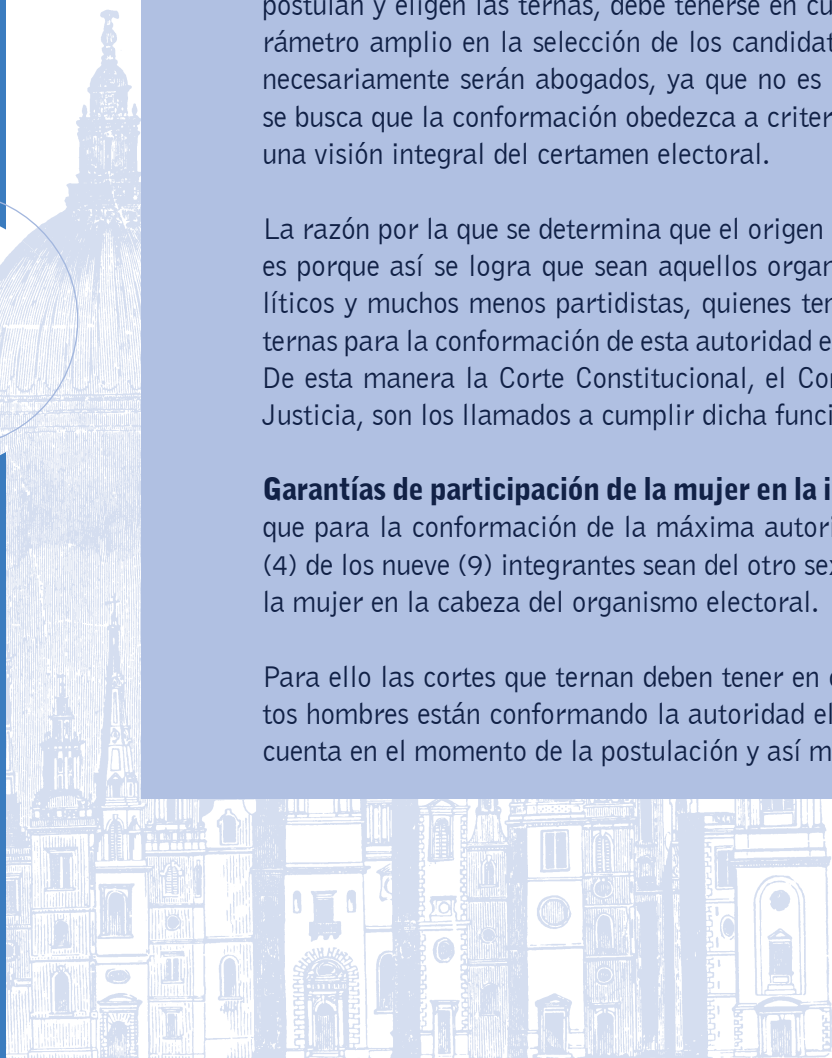 postulan y eligen las ternas, debe tenerse en cu
rámetro amplio en la selección de los candidat
necesariamente serán abogados, ya que no es
se busca que la conformación obedezca a criter
una visión integral del certamen electoral.
La razón por la que se determina que el origen
es porque así se logra que sean aquellos organ
líticos y muchos menos partidistas, quienes ten
ternas para la conformación de esta autoridad e
De esta manera la Corte Constitucional, el Con
Justicia, son los llamados a cumplir dicha funci
Garantías de participación de la mujer en la i
que para la conformación de la máxima autori
(4) de los nueve (9) integrantes sean del otro sex
la mujer en la cabeza del organismo electoral.
Para ello las cortes que ternan deben tener en c
tos hombres están conformando la autoridad el
cuenta en el momento de la postulación y así m